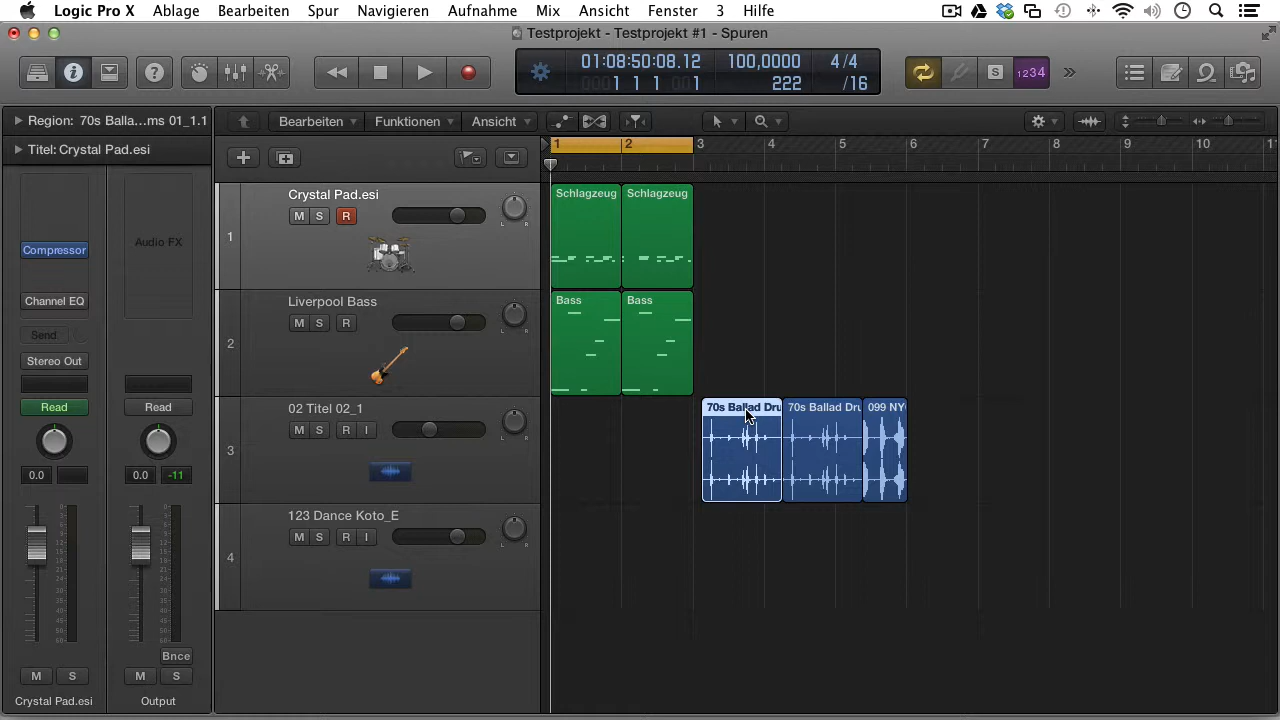 Logic Pro X Ablage Bearbeiten Spur Navigieren Aufnahme Mix Ansicht Fenster 3 Hilfe
Testprojekt - Testprojekt #1 - Spuren
01:08:50:08.12 100,0000 4/4
1 1 1 1 222 /16
S 1234
Region: 70s Balla...ms 01_1.1
Bearbeiten Funktionen Ansicht
Titel: Crystal Pad.esi
1 2 3 4 5 6 7 8 9 10 11
1 Crystal Pad.esi
M S R
L R
Schlagzeug Schlagzeug
Compressor
Audio FX
Channel EQ
Send
Stereo Out
Read Read
0.0 0.0 -11
2 Liverpool Bass
M S R
L R
Bass Bass
3 02 Titel 02_1
M S R I
L R
70s Ballad Dru 70s Ballad Dru 099 NY
4 123 Dance Koto_E
M S R I
L R
Bnce
M S M S
Crystal Pad.esi Output